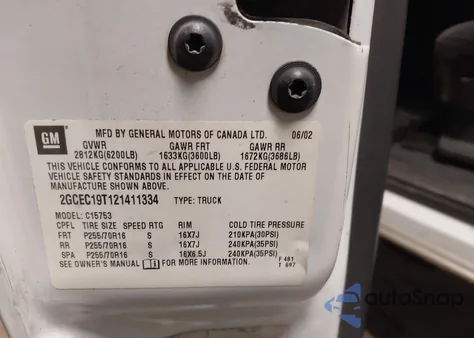 GM
MFD BY GENERAL MOTORS OF CANADA LTD. 06/02
GVWR GAWR FRT GAWR RR
2812KG(6200LB) 1633KG(3600LB) 1672KG(3686LB)
THIS VEHICLE CONFORMS TO ALL APPLICABLE U.S. FEDERAL MOTOR
VEHICLE SAFETY STANDARDS IN EFFECT ON THE DATE OF
MANUFACTURE SHOWN ABOVE.
2GCEC19T121411334 TYPE: TRUCK
MODEL: C15753
CPFL TIRE SIZE SPEED RTG RIM COLD TIRE PRESSURE
FRT P255/70R16 S 16X7J 210KPA(30PSI)
RR P255/70R16 S 16X7J 240KPA(35PSI)
SPA P255/70R16 S 16X6.5J 240KPA(35PSI)
SEE OWNER'S MANUAL FOR MORE INFORMATION. F 481
T 697
autoSnap